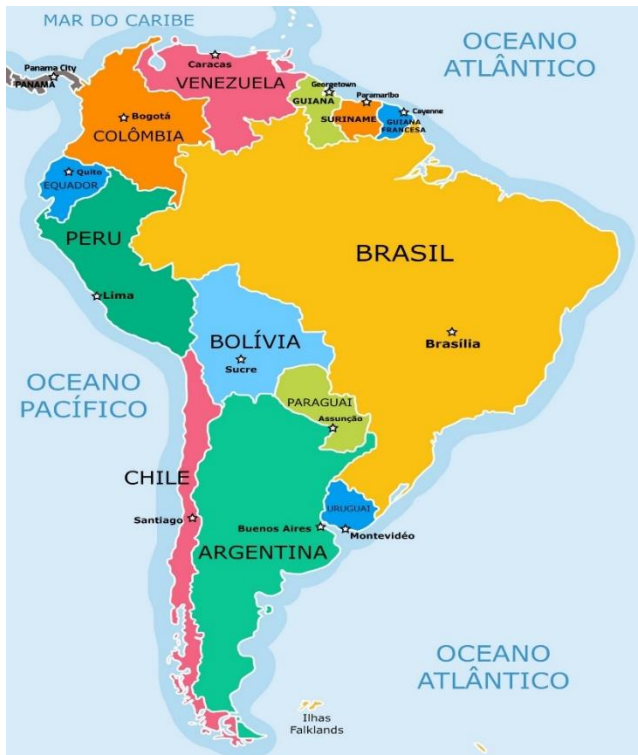 MAR DO CARIBE
OCEANO
ATLÂNTICO
Panama City
PANAMÁ
Caracas
VENEZUELA
Georgetown
GUIANA
Paramaribo
SURINAME
Cayenne
GUIANA
FRANCESA
Bogotá
COLÔMBIA
Quito
EQUADOR
PERU
Lima
BRASIL
Brasília
BOLÍVIA
Sucre
OCEANO
PACÍFICO
PARAGUAI
Assunção
CHILE
Santiago
URUGUAI
Buenos Aires
Montevidéo
ARGENTINA
OCEANO
ATLÂNTICO
Ilhas
Falklands